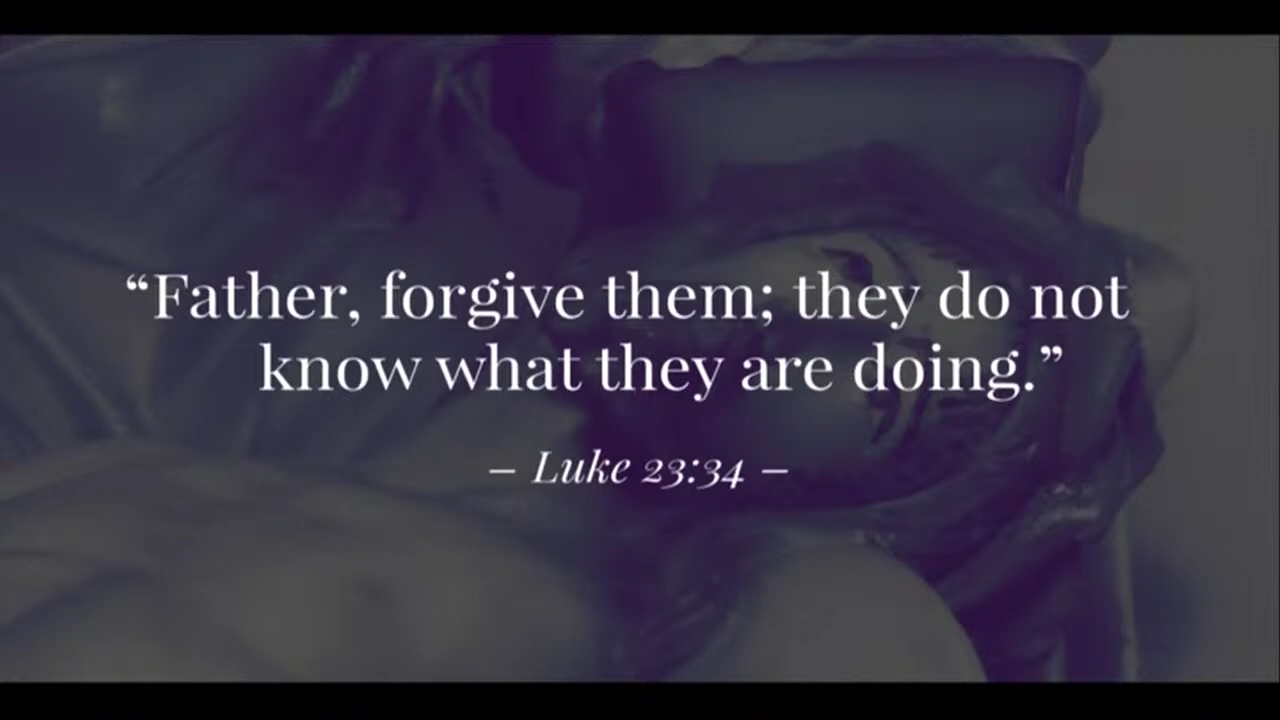 “Father, forgive them; they do not
know what they are doing.”
– Luke 23:34 –